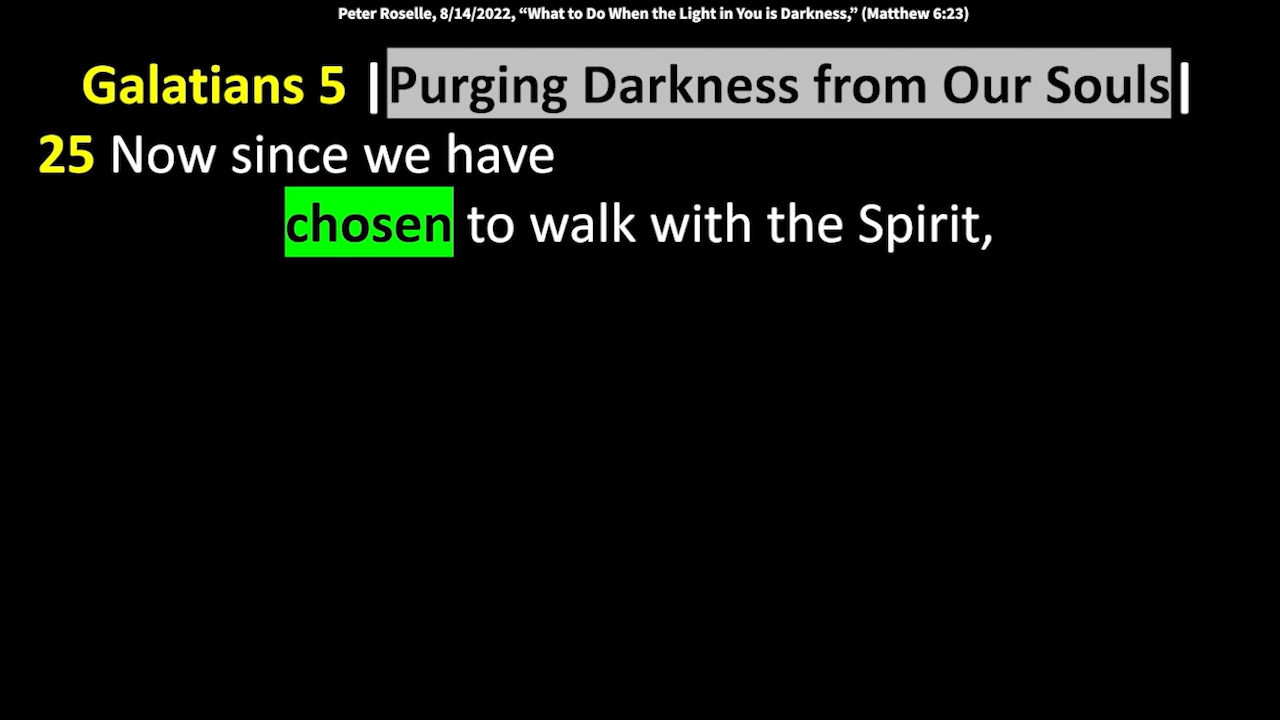 Peter Roselle, 8/14/2022, “What to Do When the Light in You is Darkness,” (Matthew 6:23)
Galatians 5 |Purging Darkness from Our Souls|
25 Now since we have
chosen to walk with the Spirit,